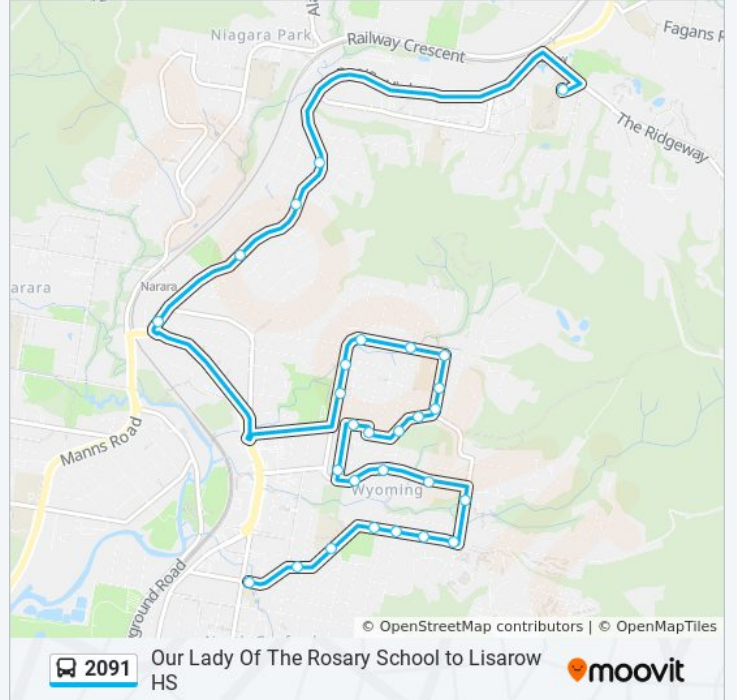 Niagara Park
Railway Crescent
Fagans
The Ridgeway
arara
Narara
Manns Road
Wyoming
ground Road
© OpenStreetMap contributors | © OpenMapTiles
2091
Our Lady Of The Rosary School to Lisarow
HS
moovit